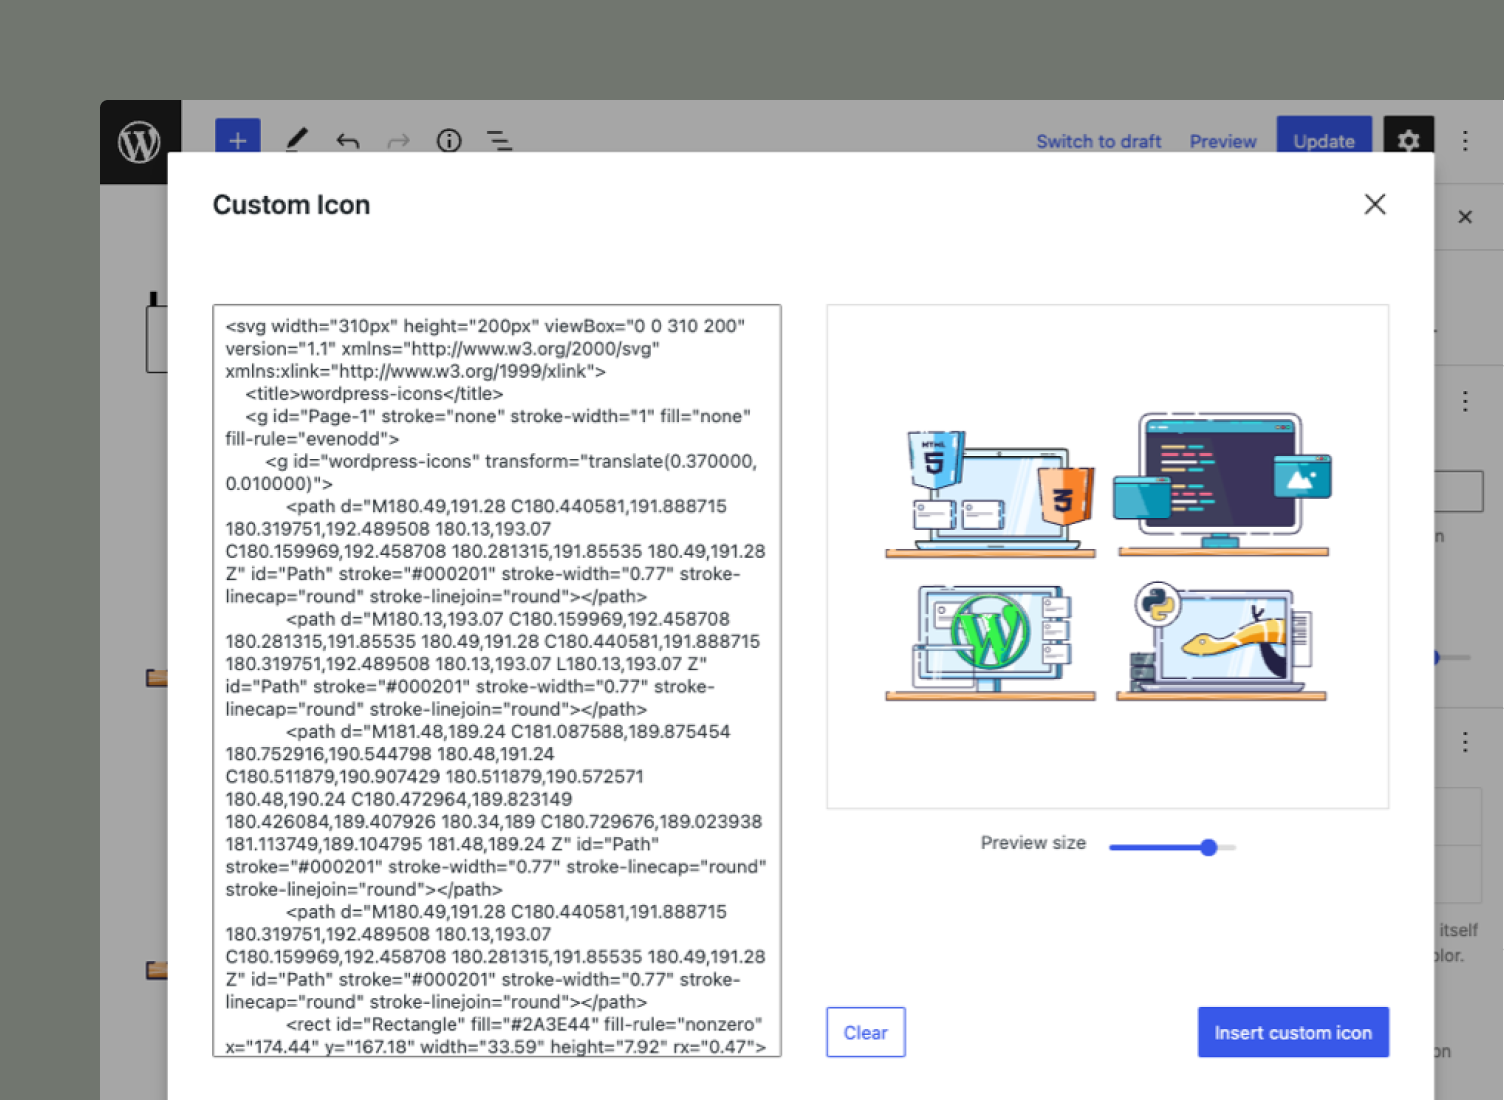 Switch to draft Preview Update
Custom Icon
<svg width="310px" height="200px" viewBox="0 0 310 200"
version="1.1" xmlns="http://www.w3.org/2000/svg"
xmlns:xlink="http://www.w3.org/1999/xlink">
<title>wordpress-icons</title>
<g id="Page-1" stroke="none" stroke-width="1" fill="none"
fill-rule="evenodd">
<g id="wordpress-icons" transform="translate(0.370000,
0.010000)">
<path d="M180.49,191.28 C180.440581,191.888715
180.319751,192.489508 180.13,193.07
C180.159969,192.458708 180.281315,191.85535 180.49,191.28
Z" id="Path" stroke="#000201" stroke-width="0.77" stroke-
linecap="round" stroke-linejoin="round"></path>
<path d="M180.13,193.07 C180.159969,192.458708
180.281315,191.85535 180.49,191.28 C180.440581,191.888715
180.319751,192.489508 180.13,193.07 L180.13,193.07 Z"
id="Path" stroke="#000201" stroke-width="0.77" stroke-
linecap="round" stroke-linejoin="round"></path>
<path d="M181.48,189.24 C181.087588,189.875454
180.752916,190.544798 180.48,191.24
C180.511879,190.907429 180.511879,190.572571
180.48,190.24 C180.472964,189.823149
180.426084,189.407926 180.34,189 C180.729676,189.023938
181.113749,189.104795 181.48,189.24 Z" id="Path"
stroke="#000201" stroke-width="0.77" stroke-linecap="round"
stroke-linejoin="round"></path>
<path d="M180.49,191.28 C180.440581,191.888715
180.319751,192.489508 180.13,193.07
C180.159969,192.458708 180.281315,191.85535 180.49,191.28
Z" id="Path" stroke="#000201" stroke-width="0.77" stroke-
linecap="round" stroke-linejoin="round"></path>
<rect id="Rectangle" fill="#2A3E44" fill-rule="nonzero"
x="174.44" y="167.18" width="33.59" height="7.92" rx="0.47">
HTML
5
3
W
Preview size
Clear
Insert custom icon
itself